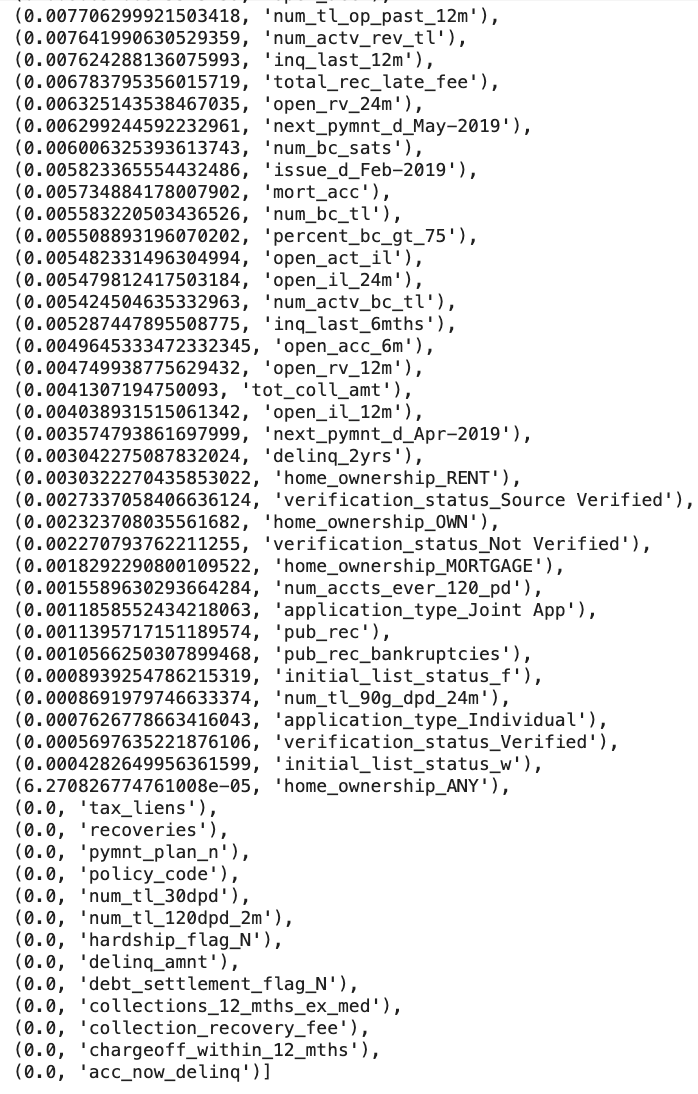 (0.007706299921503418, 'num_tl_op_past_12m'),
(0.007641990630529359, 'num_actv_rev_tl'),
(0.007624288136075993, 'inq_last_12m'),
(0.006783795356015719, 'total_rec_late_fee'),
(0.006325143538467035, 'open_rv_24m'),
(0.006299244592232961, 'next_pymnt_d_May-2019'),
(0.006006325393613743, 'num_bc_sats'),
(0.005823365554432486, 'issue_d_Feb-2019'),
(0.005734884178007902, 'mort_acc'),
(0.005583220503436526, 'num_bc_tl'),
(0.005508893196070202, 'percent_bc_gt_75'),
(0.005482331496304994, 'open_act_il'),
(0.005479812417503184, 'open_il_24m'),
(0.005424504635332963, 'num_actv_bc_tl'),
(0.005287447895508775, 'inq_last_6mths'),
(0.0049645333472332345, 'open_acc_6m'),
(0.004749938775629432, 'open_rv_12m'),
(0.0041307194750093, 'tot_coll_amt'),
(0.004038931515061342, 'open_il_12m'),
(0.003574793861697999, 'next_pymnt_d_Apr-2019'),
(0.003042275087832024, 'delinq_2yrs'),
(0.0030322270435853022, 'home_ownership_RENT'),
(0.0027337058406636124, 'verification_status_Source Verified'),
(0.002323708035561682, 'home_ownership_OWN'),
(0.002270793762211255, 'verification_status_Not Verified'),
(0.0018292290800109522, 'home_ownership_MORTGAGE'),
(0.0015589630293664284, 'num_accts_ever_120_pd'),
(0.0011858552434218063, 'application_type_Joint App'),
(0.0011395717151189574, 'pub_rec'),
(0.0010566250307899468, 'pub_rec_bankruptcies'),
(0.0008939254786215319, 'initial_list_status_f'),
(0.0008691979746633374, 'num_tl_90g_dpd_24m'),
(0.0007626778663416043, 'application_type_Individual'),
(0.0005697635221876106, 'verification_status_Verified'),
(0.0004282649956361599, 'initial_list_status_w'),
(6.270826774761008e-05, 'home_ownership_ANY'),
(0.0, 'tax_liens'),
(0.0, 'recoveries'),
(0.0, 'pymnt_plan_n'),
(0.0, 'policy_code'),
(0.0, 'num_tl_30dpd'),
(0.0, 'num_tl_120dpd_2m'),
(0.0, 'hardship_flag_N'),
(0.0, 'delinq_amnt'),
(0.0, 'debt_settlement_flag_N'),
(0.0, 'collections_12_mths_ex_med'),
(0.0, 'collection_recovery_fee'),
(0.0, 'chargeoff_within_12_mths'),
(0.0, 'acc_now_delinq')]